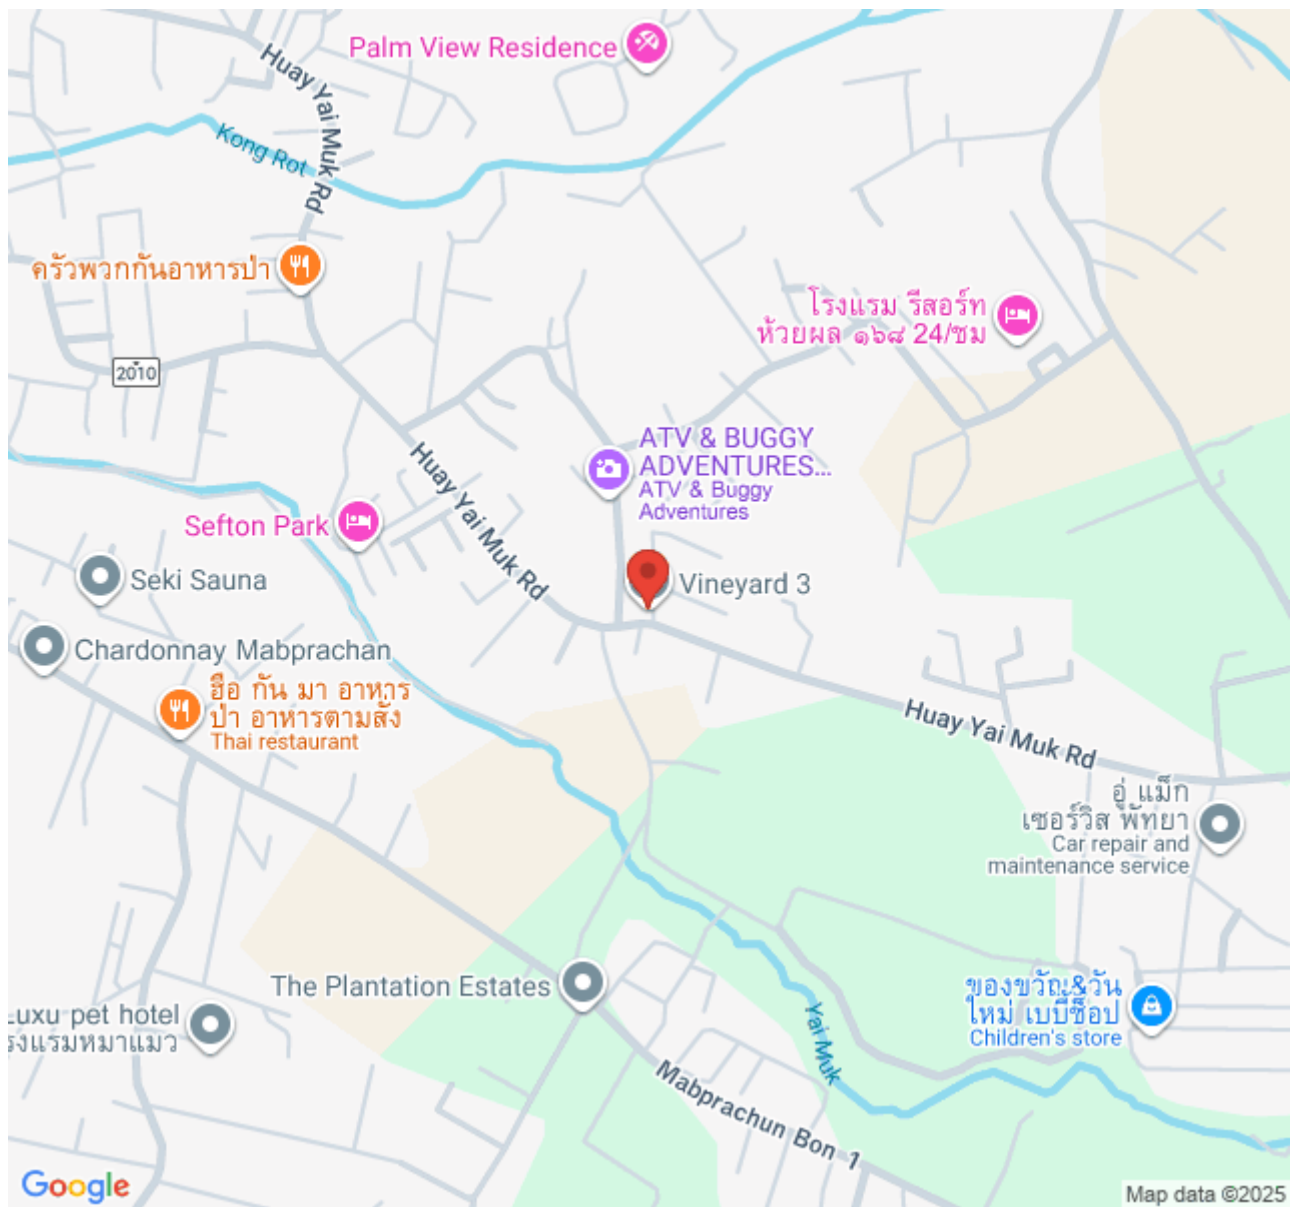 Palm View Residence
Huay Yai Muk Rd
Kong Rot
ครัวพวกกันอาหารป่า
โรงแรม รีสอร์ท
ห้วยผล ๑๖๘ 24/ชม
2010
ATV & BUGGY
ADVENTURES...
ATV & Buggy
Adventures
Huay Yai Muk Rd
Sefton Park
Seki Sauna
Vineyard 3
Chardonnay Mabprachan
ฮือ กัน มา อาหาร
ป่า อาหารตามสั่ง
Thai restaurant
Huay Yai Muk Rd
อู่ แม็ก
เซอร์วิส พัทยา
Car repair and
maintenance service
The Plantation Estates
ของขวัญ&วัน
ใหม่ เบบี้ช็อป
Children's store
Luxu pet hotel
รงแรมหมาแมว
Yai Muk
Mabprachun Bon 1
Google
Map data ©2025